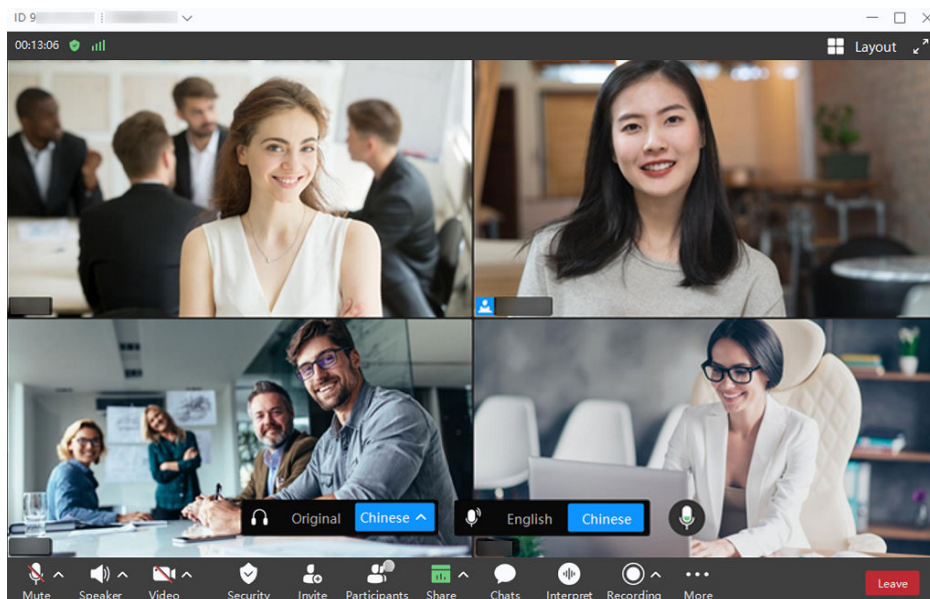 ID 9
00:13:06
Layout
Original Chinese
English Chinese
Mute Speaker Video Security Invite Participants Share Chats Interpret Recording More Leave